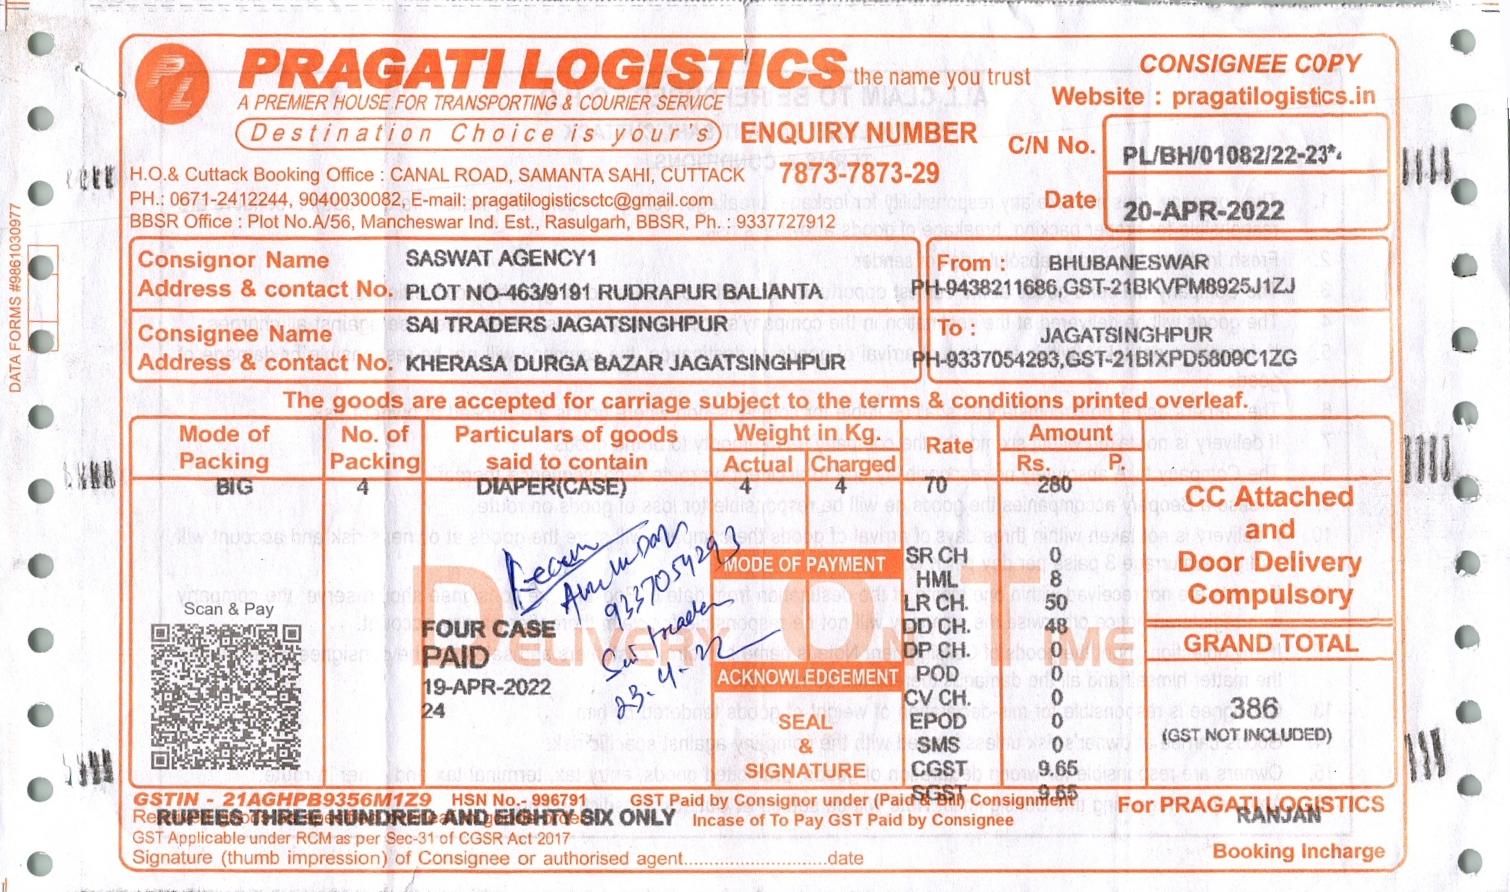 PRAGATI LOGISTICS the name you trust
A PREMIER HOUSE FOR TRANSPORTING & COURIER SERVICE
Destination Choice is your's
ENQUIRY NUMBER
7873-7873-29
CONSIGNEE COPY
Website : pragatilogistics.in
C/N No. PL/BH/01082/22-23*
Date 20-APR-2022
H.O.& Cuttack Booking Office : CANAL ROAD, SAMANTA SAHI, CUTTACK
PH.: 0671-2412244, 9040030082, E-mail: pragatilogisticsctc@gmail.com
BBSR Office : Plot No.A/56, Mancheswar Ind. Est., Rasulgarh, BBSR, Ph. : 9337727912
DATA FORMS #9861030977
Consignor Name SASWAT AGENCY1
Address & contact No. PLOT NO-463/9191 RUDRAPUR BALIANTA
From : BHUBANESWAR
PH-9438211686,GST-21BKVPM8925J1ZJ
Consignee Name SAI TRADERS JAGATSINGHPUR
Address & contact No. KHERASA DURGA BAZAR JAGATSINGHPUR
To : JAGATSINGHPUR
PH-9337054293,GST-21BIXPD5809C1ZG
The goods are accepted for carriage subject to the terms & conditions printed overleaf.
Mode of Packing
No. of Packing
Particulars of goods said to contain
Weight in Kg.
Actual Charged
Rate
Amount
Rs. P.
BIG 4 DIAPER(CASE) 4 4 70 280
CC Attached
and
Door Delivery
Compulsory
GRAND TOTAL
386
(GST NOT INCLUDED)
DELIVERY ON TIME
Scan & Pay
FOUR CASE
PAID
19-APR-2022
24
9337054293
Sai
23.4.22
MODE OF PAYMENT
ACKNOWLEDGEMENT
SEAL
&
SIGNATURE
SR CH 0
HML 8
LR CH. 50
DD CH. 48
DP CH. 0
POD 0
CV CH 0
EPOD 0
SMS 0
CGST 9.65
SGST 9.65
GSTIN - 21AGHPB9356M1Z9 HSN No.- 996791 GST Paid by Consignor under (Paid & Bill) Consignment
RUPEES THREE HUNDRED AND EIGHTY SIX ONLY
Incase of To Pay GST Paid by Consignee
GST Applicable under RCM as per Sec-31 of CGSR Act-2017
Signature (thumb impression) of Consignee or authorised agent..............................date
For PRAGATI LOGISTICS
RANJAN
Booking Incharge